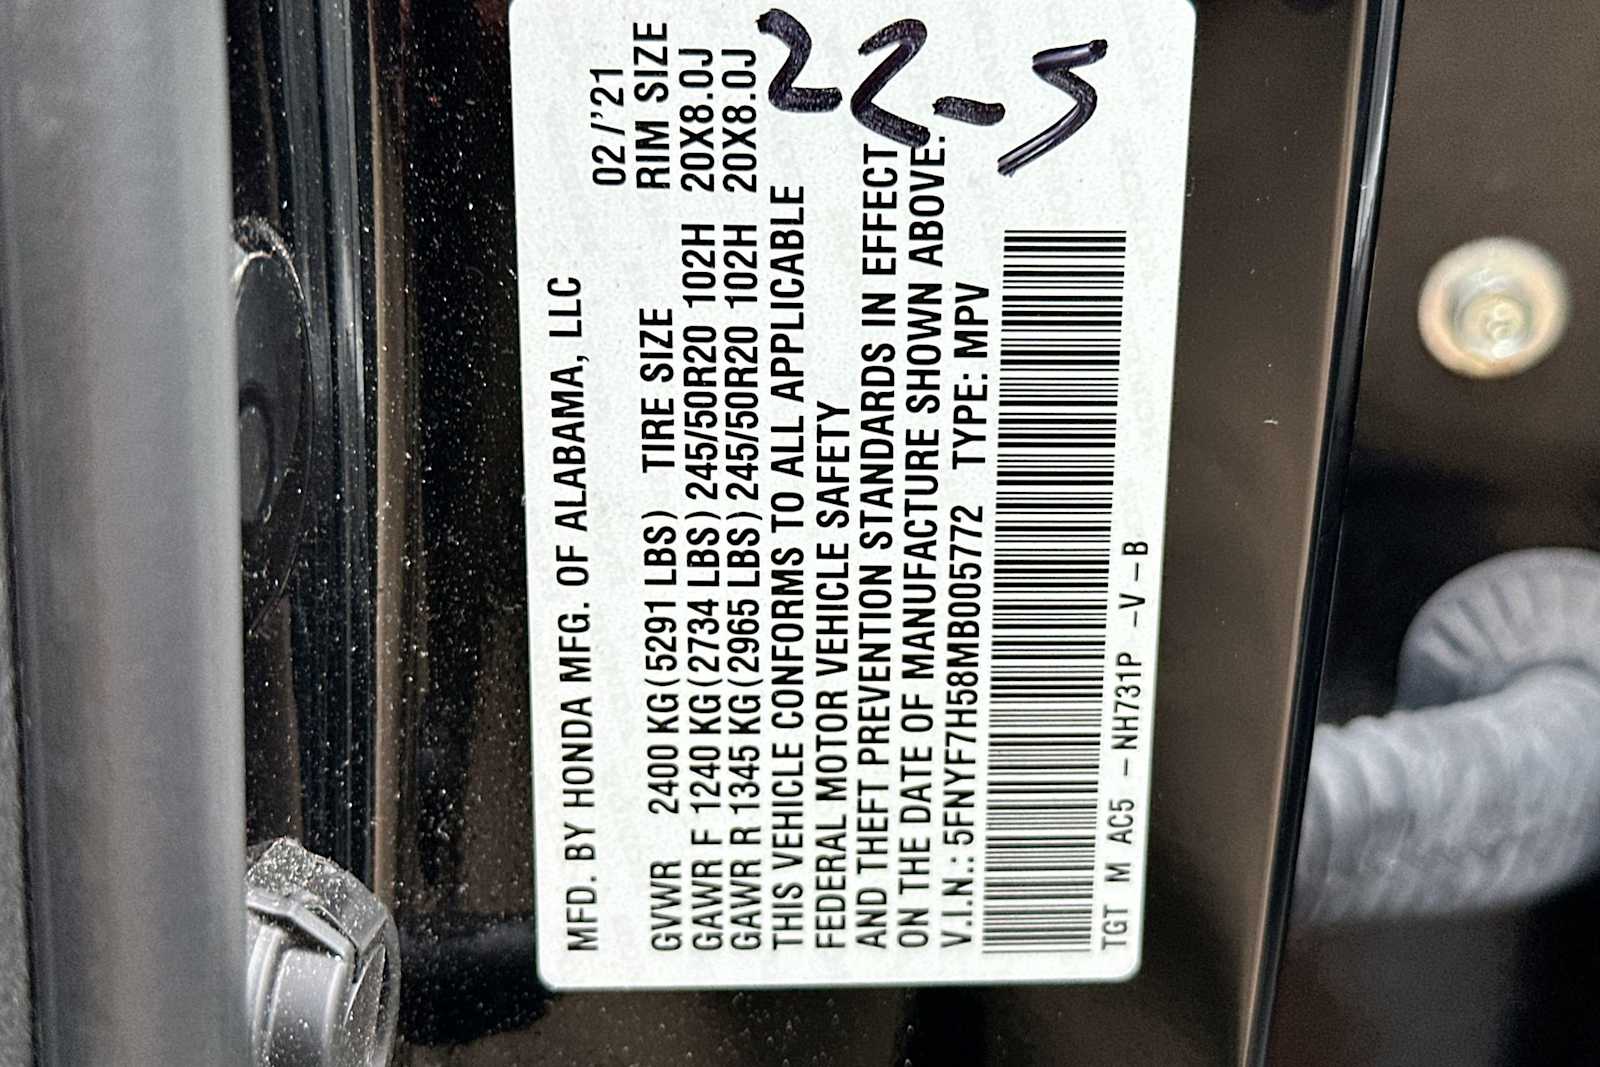 MFD. BY HONDA MFG. OF ALABAMA, LLC
02/'21
TIRE SIZE RIM SIZE
GVWR 2400 KG (5291 LBS)
GAWR F 1240 KG (2734 LBS) 245/50R20 102H 20X8.0J
GAWR R 1345 KG (2965 LBS) 245/50R20 102H 20X8.0J
THIS VEHICLE CONFORMS TO ALL APPLICABLE
FEDERAL MOTOR VEHICLE SAFETY
AND THEFT PREVENTION STANDARDS IN EFFECT
ON THE DATE OF MANUFACTURE SHOWN ABOVE.
V.I.N.: 5FNYF7H58MB005772 TYPE: MPV
TGT M AC5 -NH731P -V -B
22-5